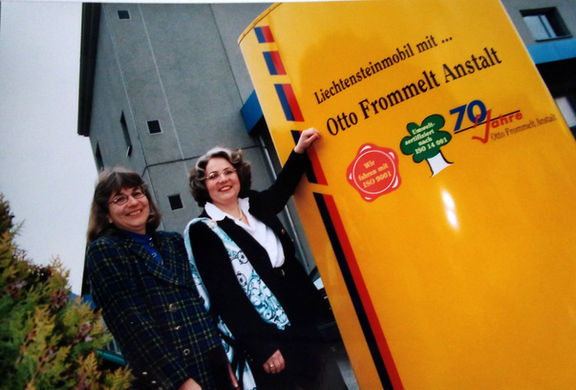 Liechtensteinmobil mit ...
Otto Frommelt Anstalt
Wir
fahren mit
ISO 9001
Umwelt-
zertifiziert
nach
ISO 14 001
70
Jahre
Otto Frommelt Anstalt